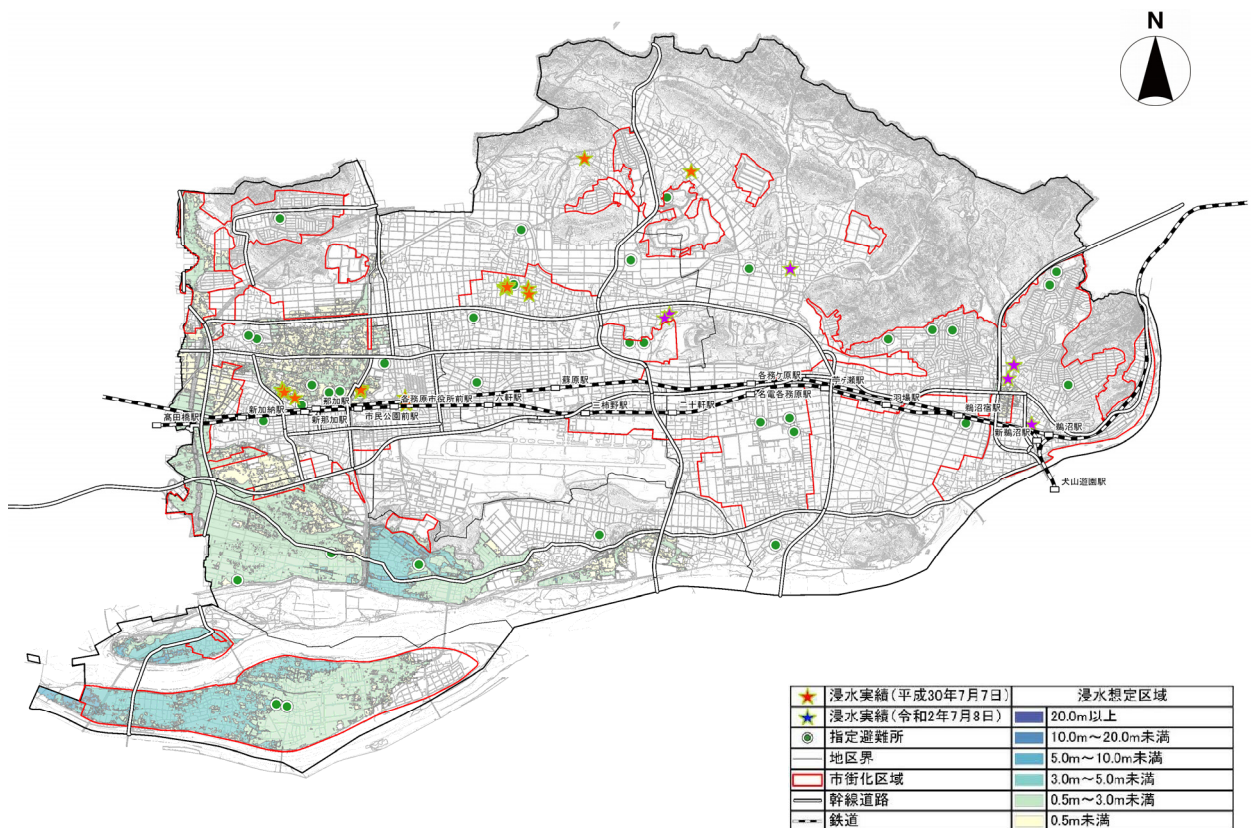 N
蘇原駅
各務ケ原駅
苧ヶ瀬駅
名電各務原駅
羽場駅
各務原市役所前駅
六軒駅
那加駅
新加納駅
高田橋駅
新那加駅
市民公園前駅
三柿野駅
二十軒駅
鵜沼宿駅
鵜沼駅
新鵜沼駅
犬山遊園駅
浸水実績(平成30年7月7日)
浸水想定区域
浸水実績(令和2年7月8日)
20.0m以上
指定避難所
10.0m～20.0m未満
地区界
5.0m～10.0m未満
市街化区域
3.0m～5.0m未満
幹線道路
0.5m～3.0m未満
鉄道
0.5m未満